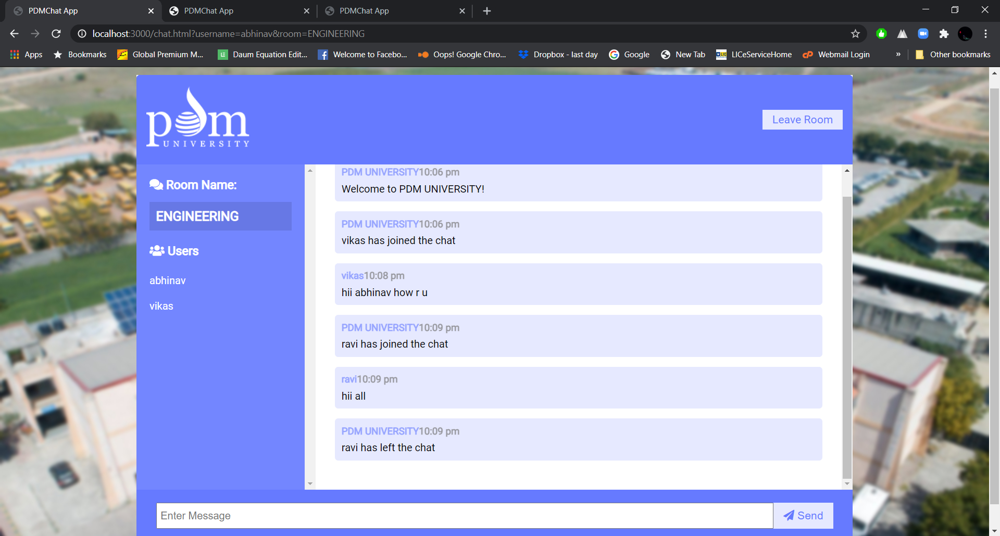 PDMChat App
PDMChat App
PDMChat App
localhost:3000/chat.html?username=abhinav&room=ENGINEERING
Apps
Bookmarks
Global Premium M...
Daum Equation Edit...
Welcome to Facebo...
Oops! Google Chro...
Dropbox - last day
Google
New Tab
LICeServiceHome
Webmail Login
»
Other bookmarks
pdm
UNIVERSITY
Leave Room
Room Name:
ENGINEERING
Users
abhinav
vikas
PDM UNIVERSITY10:06 pm
Welcome to PDM UNIVERSITY!
PDM UNIVERSITY10:06 pm
vikas has joined the chat
vikas10:08 pm
hii abhinav how r u
PDM UNIVERSITY10:09 pm
ravi has joined the chat
ravi10:09 pm
hii all
PDM UNIVERSITY10:09 pm
ravi has left the chat
Enter Message
Send